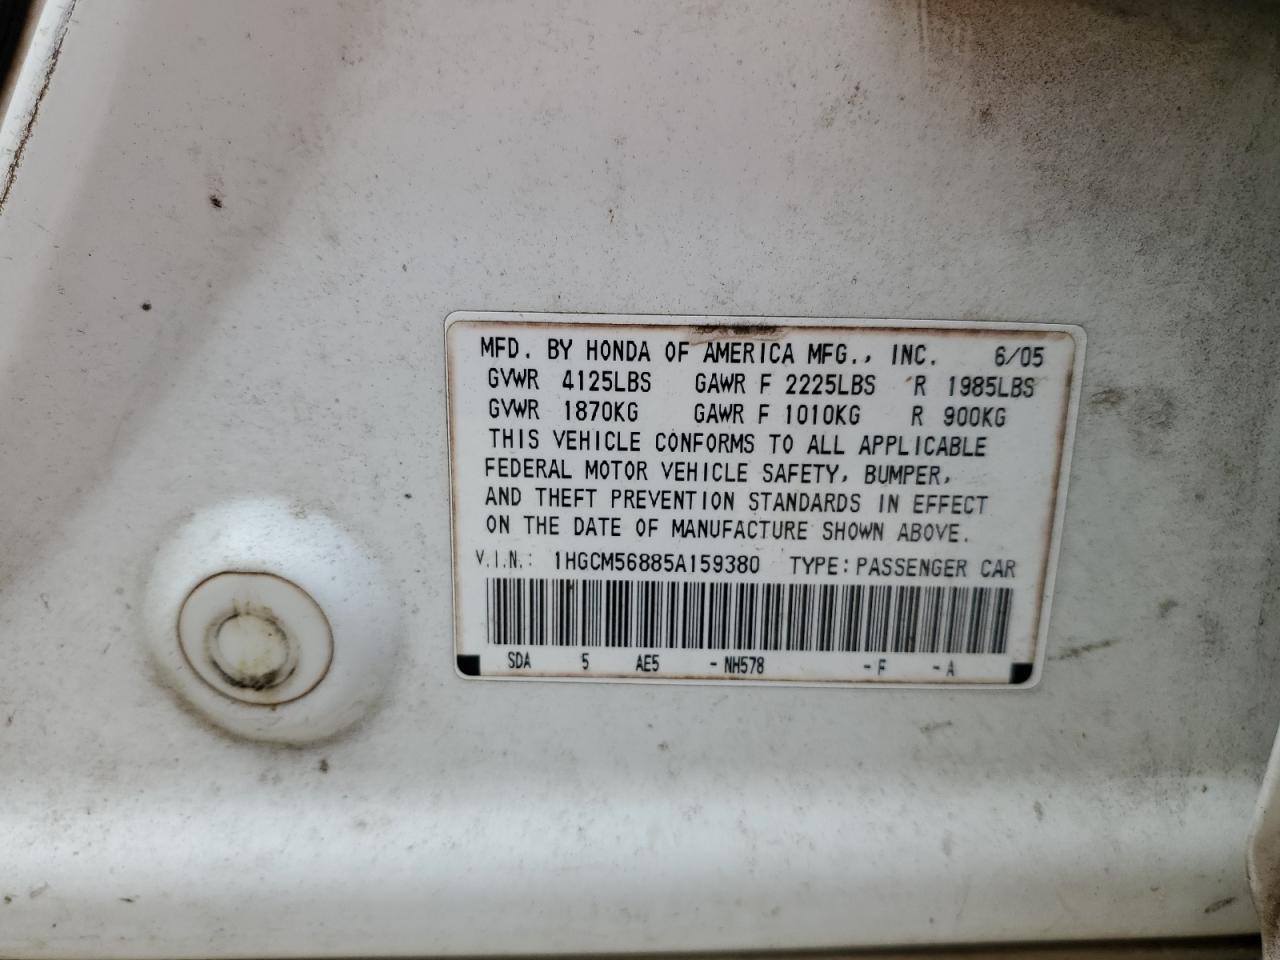 MFD. BY HONDA OF AMERICA MFG., INC. 6/05
GVWR 4125LBS GAWR F 2225LBS R 1985LBS
GVWR 1870KG GAWR F 1010KG R 900KG
THIS VEHICLE CONFORMS TO ALL APPLICABLE
FEDERAL MOTOR VEHICLE SAFETY, BUMPER,
AND THEFT PREVENTION STANDARDS IN EFFECT
ON THE DATE OF MANUFACTURE SHOWN ABOVE.
V.I.N.: 1HGCM56885A159380 TYPE: PASSENGER CAR
SDA 5 AE5 - NH578 - F - A